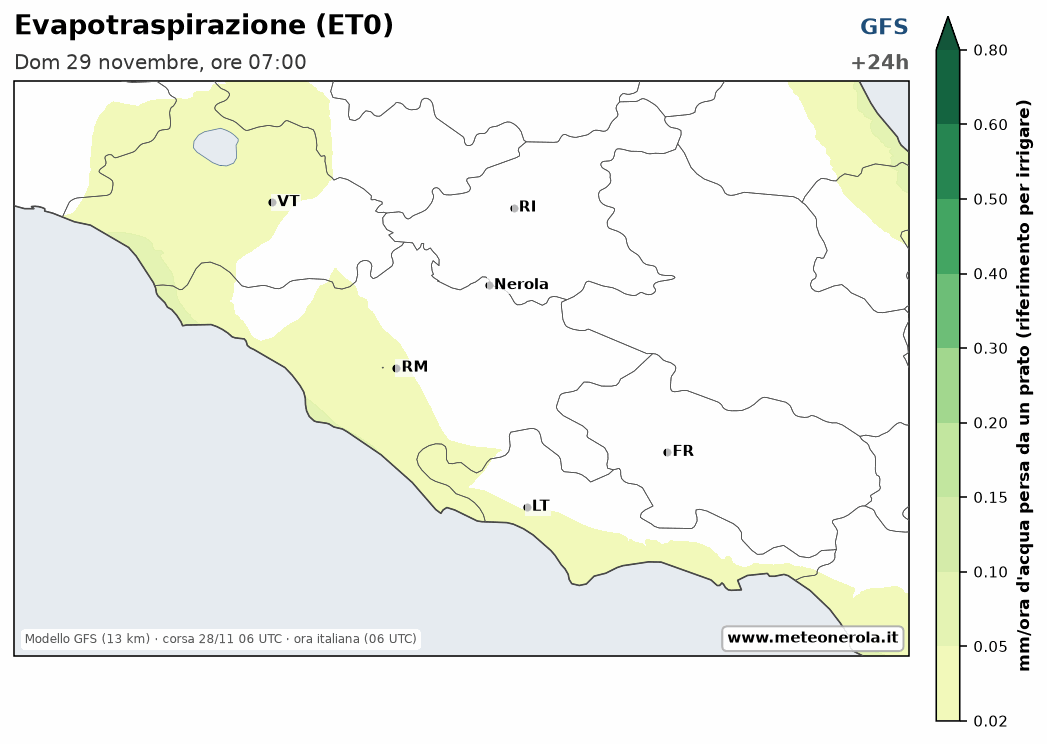 Evapotraspirazione (ET0)
GFS
Dom 29 novembre, ore 07:00
+24h
VT
RI
Nerola
RM
FR
LT
Modello GFS (13 km) · corsa 28/11 06 UTC · ora italiana (06 UTC)
www.meteonerola.it
0.80
0.60
0.50
0.40
0.30
0.20
0.15
0.10
0.05
0.02
mm/ora d'acqua persa da un prato (riferimento per irrigare)